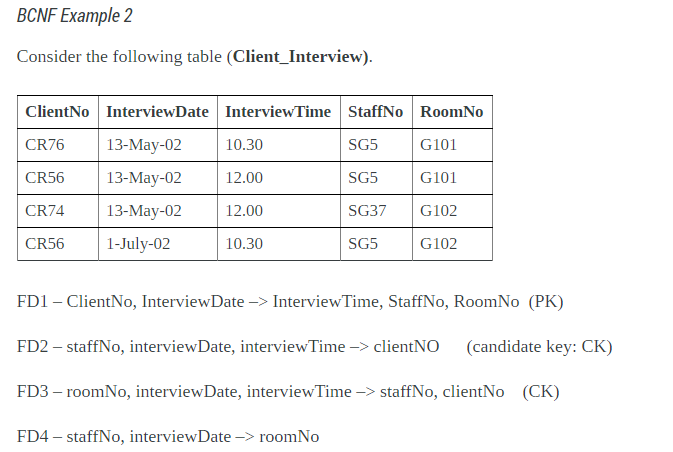 BCNF Example 2
Consider the following table (Client_Interview).
ClientNo InterviewDate InterviewTime StaffNo RoomNo
CR76 13-May-02 10.30 SG5 G101
CR56 13-May-02 12.00 SG5 G101
CR74 13-May-02 12.00 SG37 G102
CR56 1-July-02 10.30 SG5 G102
FD1 – ClientNo, InterviewDate –> InterviewTime, StaffNo, RoomNo (PK)
FD2 – staffNo, interviewDate, interviewTime –> clientNO (candidate key: CK)
FD3 – roomNo, interviewDate, interviewTime –> staffNo, clientNo (CK)
FD4 – staffNo, interviewDate –> roomNo